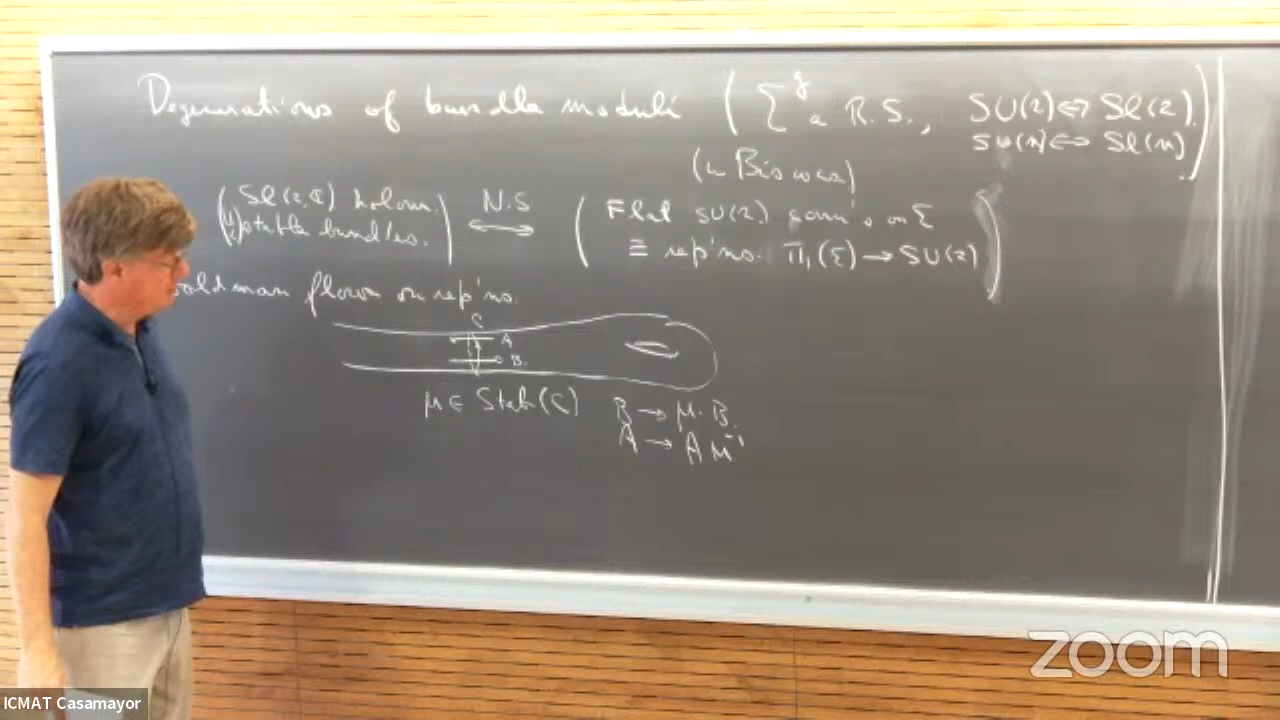 Degenerations of bundle moduli ( Σ^g a R.S., SU(2) ⟺ Sl(2).
SU(n) ⟺ Sl(n) )
(w Biswas)
( Sl(2,C) holom. N.S ( Flat SU(2) conn's on Σ
stable bundles. ) ⟷ ≡ rep'ns. π₁(Σ) → SU(2) )
oldman flows on rep'ns.
C
A
B.
μ ∈ Stab(C)
B → μ·B.
A → Aμ⁻¹
zoom
ICMAT Casamayor